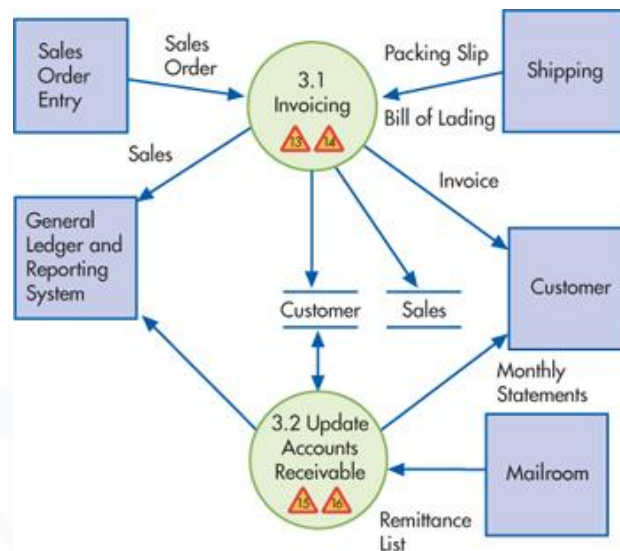 Sales
Order
Entry
Sales
Order
3.1
Invoicing
13 14
Packing Slip
Bill of Lading
Shipping
Sales
Invoice
General
Ledger and
Reporting
System
Customer
Sales
Customer
Monthly
Statements
3.2 Update
Accounts
Receivable
15 16
Mailroom
Remittance
List